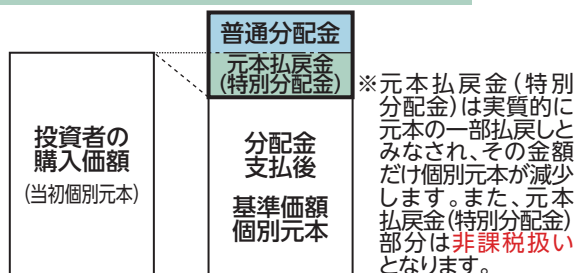 普通分配金
元本払戻金
(特別分配金)
投資者の
購入価額
(当初個別元本)
分配金
支払後
基準価額
個別元本
※元本払戻金(特別
分配金)は実質的に
元本の一部払戻しと
みなされ、その金額
だけ個別元本が減少
します。また、元本
払戻金(特別分配金)
部分は非課税扱い
となります。